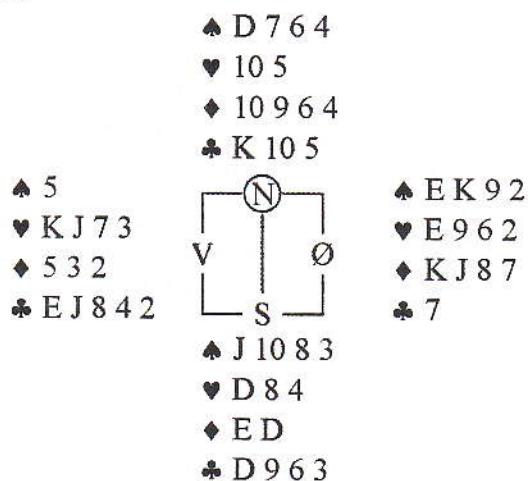 ♠ D 7 6 4
♥ 10 5
♦ 10 9 6 4
♣ K 10 5
♠ 5
♥ K J 7 3
♦ 5 3 2
♣ E J 8 4 2
N
V Ø
S
♠ E K 9 2
♥ E 9 6 2
♦ K J 8 7
♣ 7
♠ J 10 8 3
♥ D 8 4
♦ E D
♣ D 9 6 3